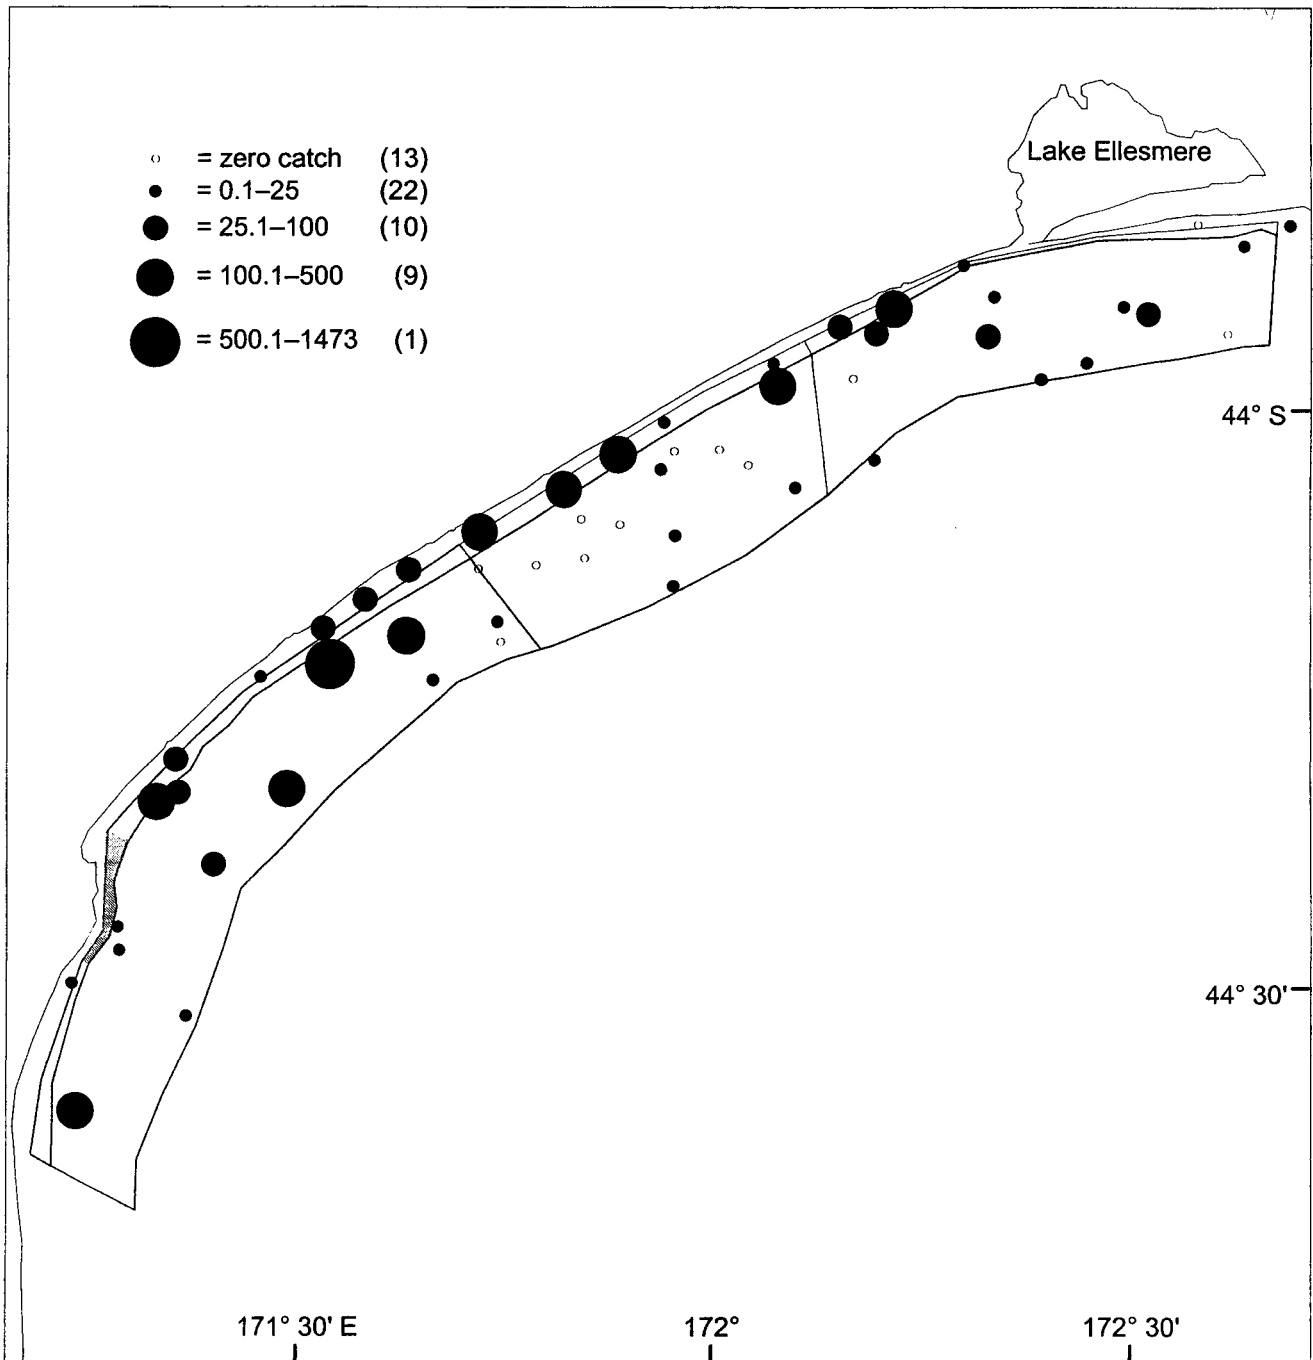 Lake Ellesmere
= zero catch (13)
= 0.1–25 (22)
= 25.1–100 (10)
= 100.1–500 (9)
= 500.1–1473 (1)
44° S
44° 30'
171° 30' E 172° 172° 30'